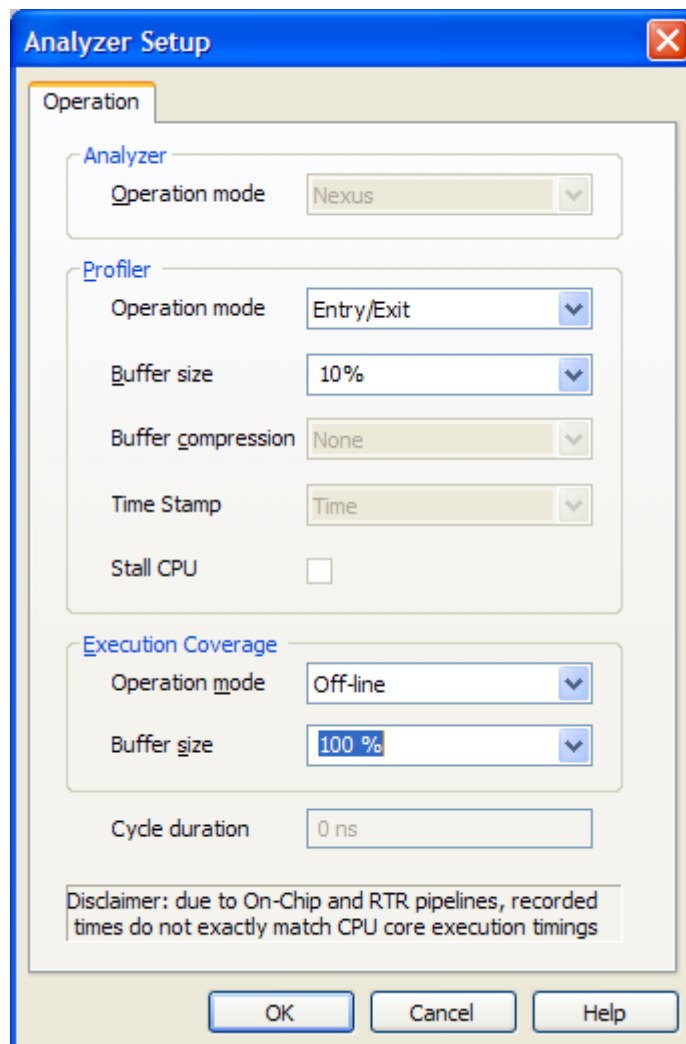 Analyzer Setup
Operation
Analyzer
Operation mode Nexus
Profiler
Operation mode Entry/Exit
Buffer size 10%
Buffer compression None
Time Stamp Time
Stall CPU
Execution Coverage
Operation mode Off-line
Buffer size 100 %
Cycle duration 0 ns
Disclaimer: due to On-Chip and RTR pipelines, recorded
times do not exactly match CPU core execution timings
OK Cancel Help